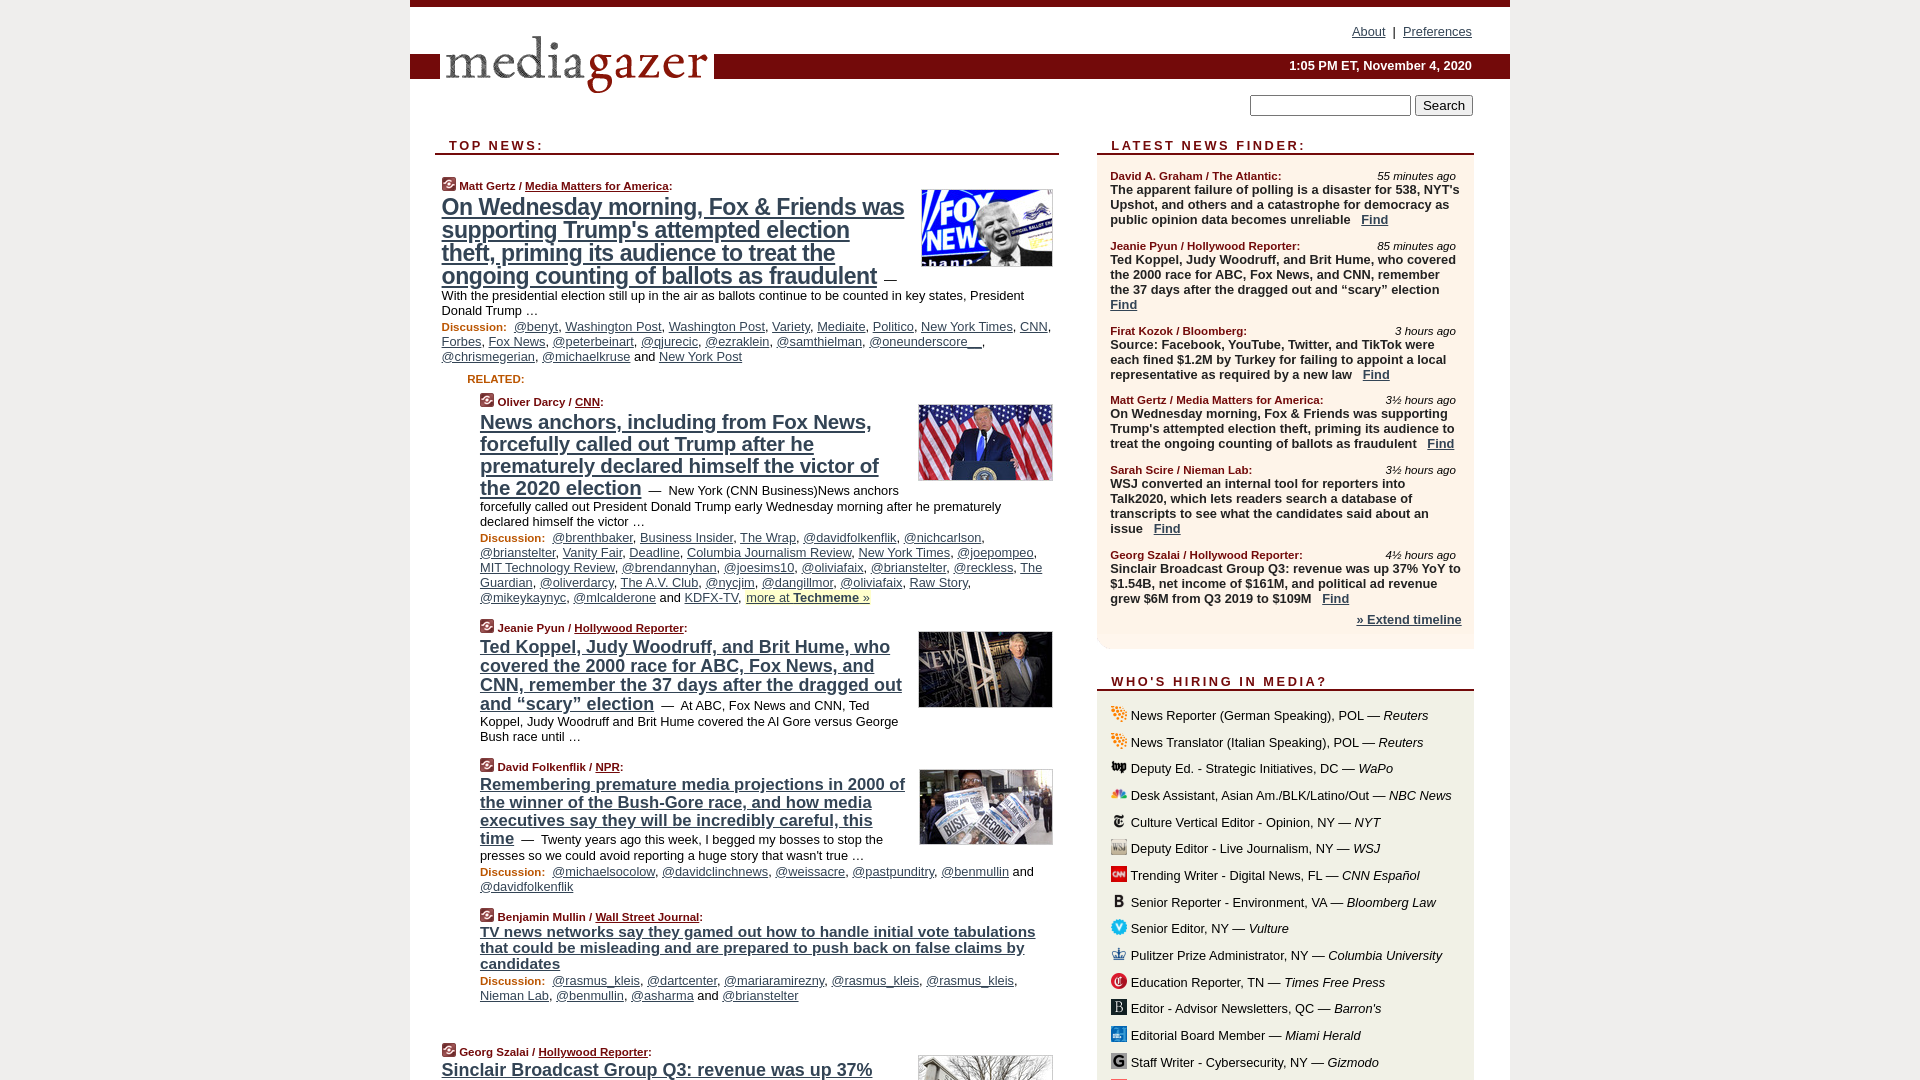 About | Preferences
mediagazer
1:05 PM ET, November 4, 2020
Search
TOP NEWS:
Matt Gertz / Media Matters for America:
On Wednesday morning, Fox & Friends was
supporting Trump's attempted election
theft, priming its audience to treat the
ongoing counting of ballots as fraudulent —
With the presidential election still up in the air as ballots continue to be counted in key states, President
Donald Trump …
Discussion: @benyt, Washington Post, Washington Post, Variety, Mediaite, Politico, New York Times, CNN,
Forbes, Fox News, @peterbeinart, @qjurecic, @ezraklein, @samthielman, @oneunderscore__,
@chrismegerian, @michaelkruse and New York Post
FOX
NEWS
chann
OFFICIAL BALLOT
RELATED:
Oliver Darcy / CNN:
News anchors, including from Fox News,
forcefully called out Trump after he
prematurely declared himself the victor of
the 2020 election — New York (CNN Business)News anchors
forcefully called out President Donald Trump early Wednesday morning after he prematurely
declared himself the victor …
Discussion: @brenthbaker, Business Insider, The Wrap, @davidfolkenflik, @nichcarlson,
@brianstelter, Vanity Fair, Deadline, Columbia Journalism Review, New York Times, @joepompeo,
MIT Technology Review, @brendannyhan, @joesims10, @oliviafaix, @brianstelter, @reckless, The
Guardian, @oliverdarcy, The A.V. Club, @nycjim, @dangillmor, @oliviafaix, Raw Story,
@mikeykaynyc, @mlcalderone and KDFX-TV, more at Techmeme »
Jeanie Pyun / Hollywood Reporter:
Ted Koppel, Judy Woodruff, and Brit Hume, who
covered the 2000 race for ABC, Fox News, and
CNN, remember the 37 days after the dragged out
and “scary” election — At ABC, Fox News and CNN, Ted
Koppel, Judy Woodruff and Brit Hume covered the Al Gore versus George
Bush race until …
NEWS
David Folkenflik / NPR:
Remembering premature media projections in 2000 of
the winner of the Bush-Gore race, and how media
executives say they will be incredibly careful, this
time — Twenty years ago this week, I begged my bosses to stop the
presses so we could avoid reporting a huge story that wasn't true …
Discussion: @michaelsocolow, @davidclinchnews, @weissacre, @pastpunditry, @benmullin and
@davidfolkenflik
BUSH
RECOUNT
Benjamin Mullin / Wall Street Journal:
TV news networks say they gamed out how to handle initial vote tabulations
that could be misleading and are prepared to push back on false claims by
candidates
Discussion: @rasmus_kleis, @dartcenter, @mariaramirezny, @rasmus_kleis, @rasmus_kleis,
Nieman Lab, @benmullin, @asharma and @brianstelter
Georg Szalai / Hollywood Reporter:
Sinclair Broadcast Group Q3: revenue was up 37%
LATEST NEWS FINDER:
David A. Graham / The Atlantic: 55 minutes ago
The apparent failure of polling is a disaster for 538, NYT's
Upshot, and others and a catastrophe for democracy as
public opinion data becomes unreliable Find
Jeanie Pyun / Hollywood Reporter: 85 minutes ago
Ted Koppel, Judy Woodruff, and Brit Hume, who covered
the 2000 race for ABC, Fox News, and CNN, remember
the 37 days after the dragged out and “scary” election
Find
Firat Kozok / Bloomberg: 3 hours ago
Source: Facebook, YouTube, Twitter, and TikTok were
each fined $1.2M by Turkey for failing to appoint a local
representative as required by a new law Find
Matt Gertz / Media Matters for America: 3½ hours ago
On Wednesday morning, Fox & Friends was supporting
Trump's attempted election theft, priming its audience to
treat the ongoing counting of ballots as fraudulent Find
Sarah Scire / Nieman Lab: 3½ hours ago
WSJ converted an internal tool for reporters into
Talk2020, which lets readers search a database of
transcripts to see what the candidates said about an
issue Find
Georg Szalai / Hollywood Reporter: 4½ hours ago
Sinclair Broadcast Group Q3: revenue was up 37% YoY to
$1.54B, net income of $161M, and political ad revenue
grew $6M from Q3 2019 to $109M Find
» Extend timeline
WHO'S HIRING IN MEDIA?
News Reporter (German Speaking), POL — Reuters
News Translator (Italian Speaking), POL — Reuters
Deputy Ed. - Strategic Initiatives, DC — WaPo
Desk Assistant, Asian Am./BLK/Latino/Out — NBC News
Culture Vertical Editor - Opinion, NY — NYT
Deputy Editor - Live Journalism, NY — WSJ
Trending Writer - Digital News, FL — CNN Español
Senior Reporter - Environment, VA — Bloomberg Law
Senior Editor, NY — Vulture
Pulitzer Prize Administrator, NY — Columbia University
Education Reporter, TN — Times Free Press
Editor - Advisor Newsletters, QC — Barron's
Editorial Board Member — Miami Herald
Staff Writer - Cybersecurity, NY — Gizmodo